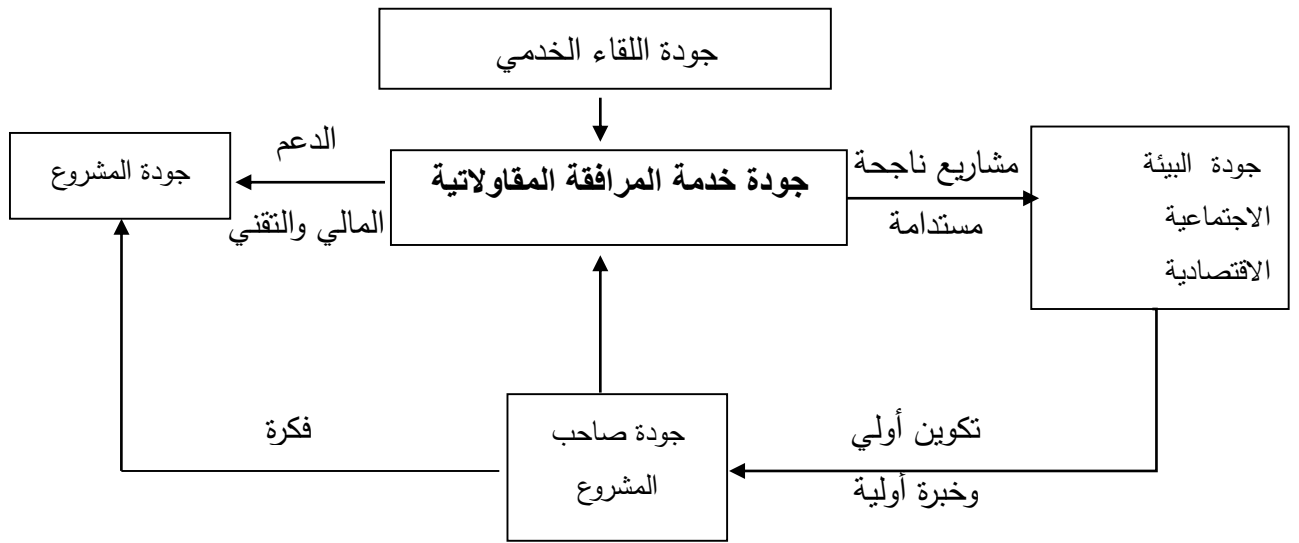 جودة اللقاء الخدمي
جودة خدمة المرافقة المقاولاتية
مشاريع ناجحة
مستدامة
جودة البيئة
الاجتماعية
الاقتصادية
الدعم
المالي والتقني
جودة المشروع
تكوين أولي
وخبرة أولية
جودة صاحب
المشروع
فكرة